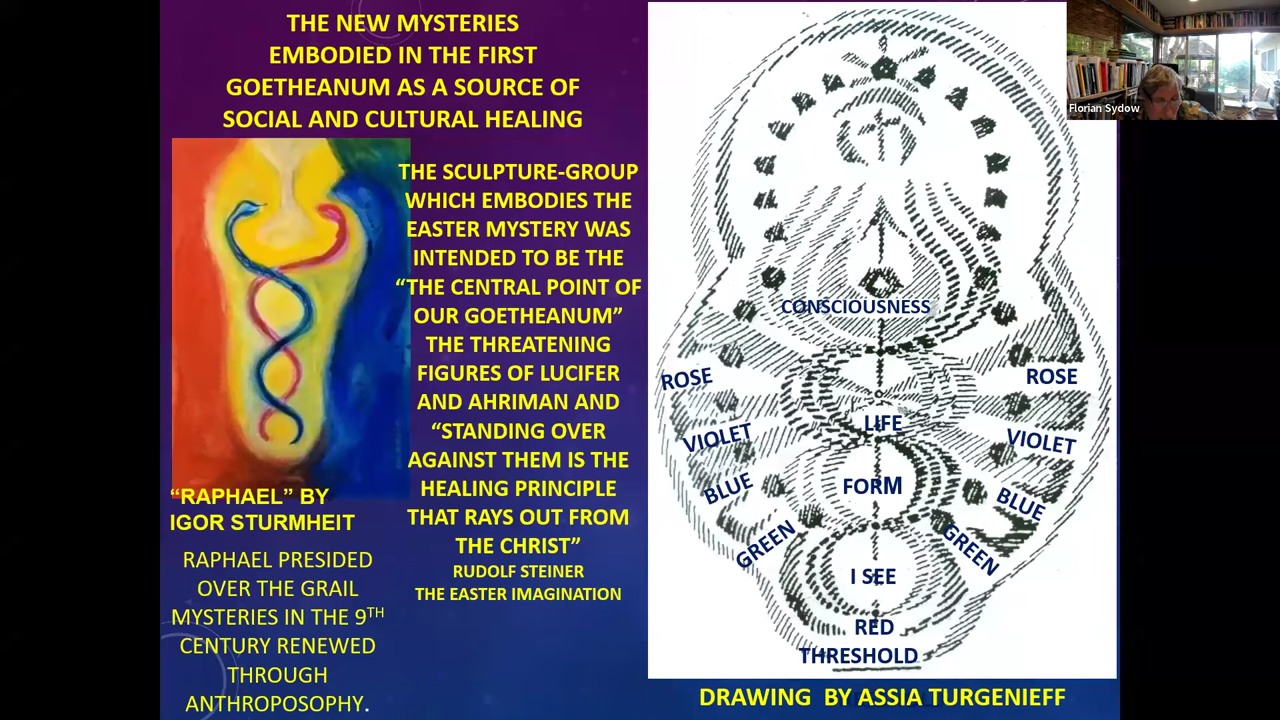 THE NEW MYSTERIES
EMBODIED IN THE FIRST
GOETHEANUM AS A SOURCE OF
SOCIAL AND CULTURAL HEALING
THE SCULPTURE-GROUP
WHICH EMBODIES THE
EASTER MYSTERY WAS
INTENDED TO BE THE
“THE CENTRAL POINT OF
OUR GOETHEANUM”
THE THREATENING
FIGURES OF LUCIFER
AND AHRIMAN AND
“STANDING OVER
AGAINST THEM IS THE
HEALING PRINCIPLE
THAT RAYS OUT FROM
THE CHRIST”
RUDOLF STEINER
THE EASTER IMAGINATION
“RAPHAEL” BY
IGOR STURMHEIT
RAPHAEL PRESIDED
OVER THE GRAIL
MYSTERIES IN THE 9TH
CENTURY RENEWED
THROUGH
ANTHROPOSOPHY.
CONSCIOUSNESS
ROSE
ROSE
LIFE
VIOLET
VIOLET
FORM
BLUE
BLUE
GREEN
GREEN
I SEE
RED
THRESHOLD
DRAWING BY ASSIA TURGENIEFF
Florian Sydow